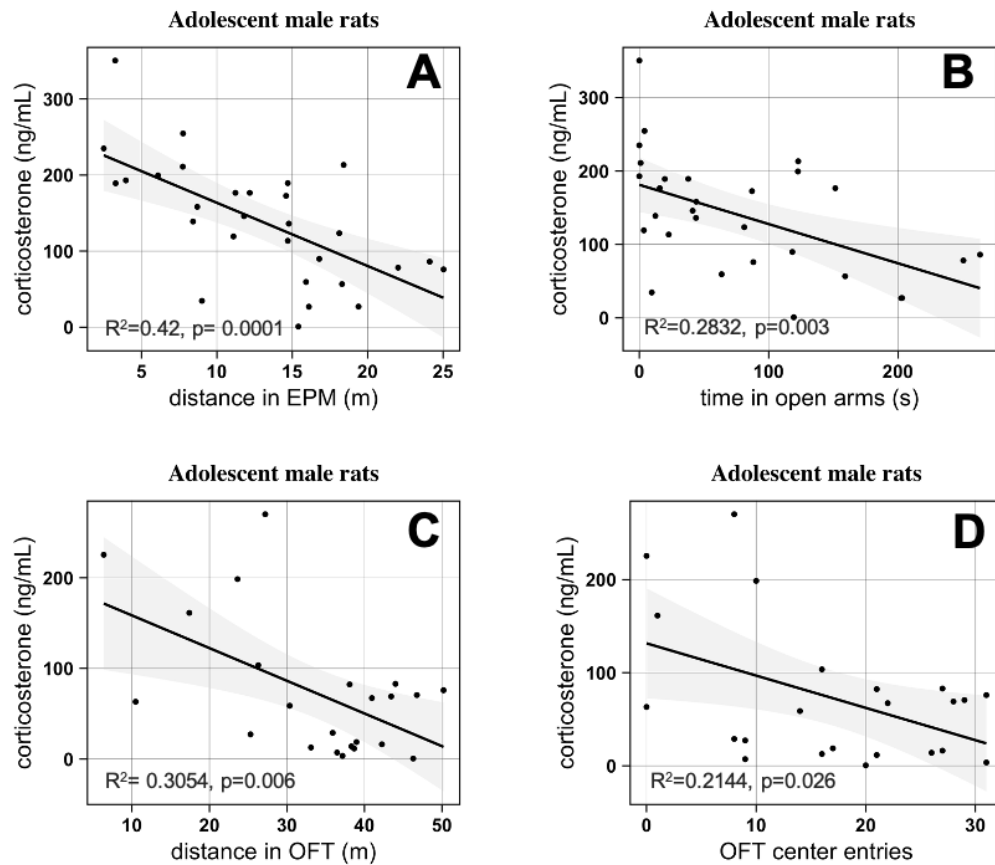 Adolescent male rats
A
corticosterone (ng/mL)
300
200
100
0
R²=0.42, p= 0.0001
5
10
15
20
25
distance in EPM (m)
Adolescent male rats
B
corticosterone (ng/mL)
300
200
100
0
R²=0.2832, p=0.003
0
100
200
time in open arms (s)
Adolescent male rats
C
corticosterone (ng/mL)
200
100
0
R²= 0.3054, p=0.006
10
20
30
40
50
distance in OFT (m)
Adolescent male rats
D
corticosterone (ng/mL)
200
100
0
R²=0.2144, p=0.026
0
10
20
30
OFT center entries